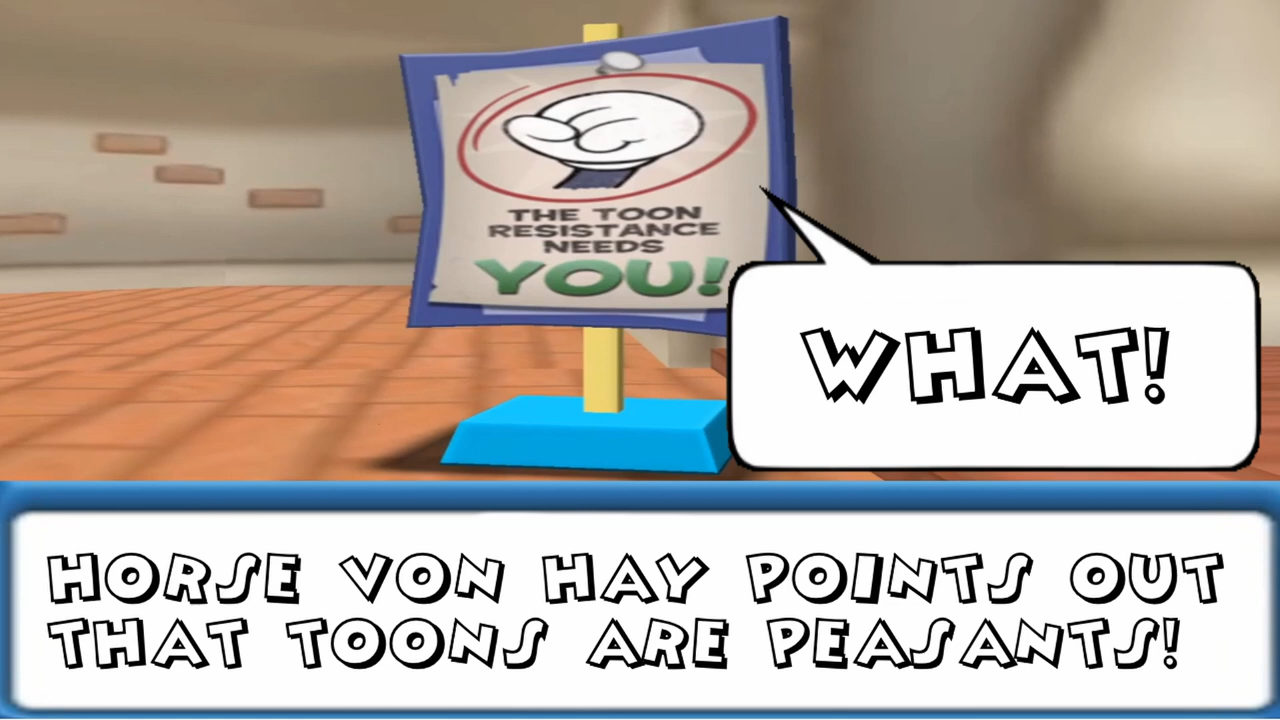 THE TOON
RESISTANCE
NEEDS
YOU!
WHAT!
HORSE VON HAY POINTS OUT
THAT TOONS ARE PEASANTS!